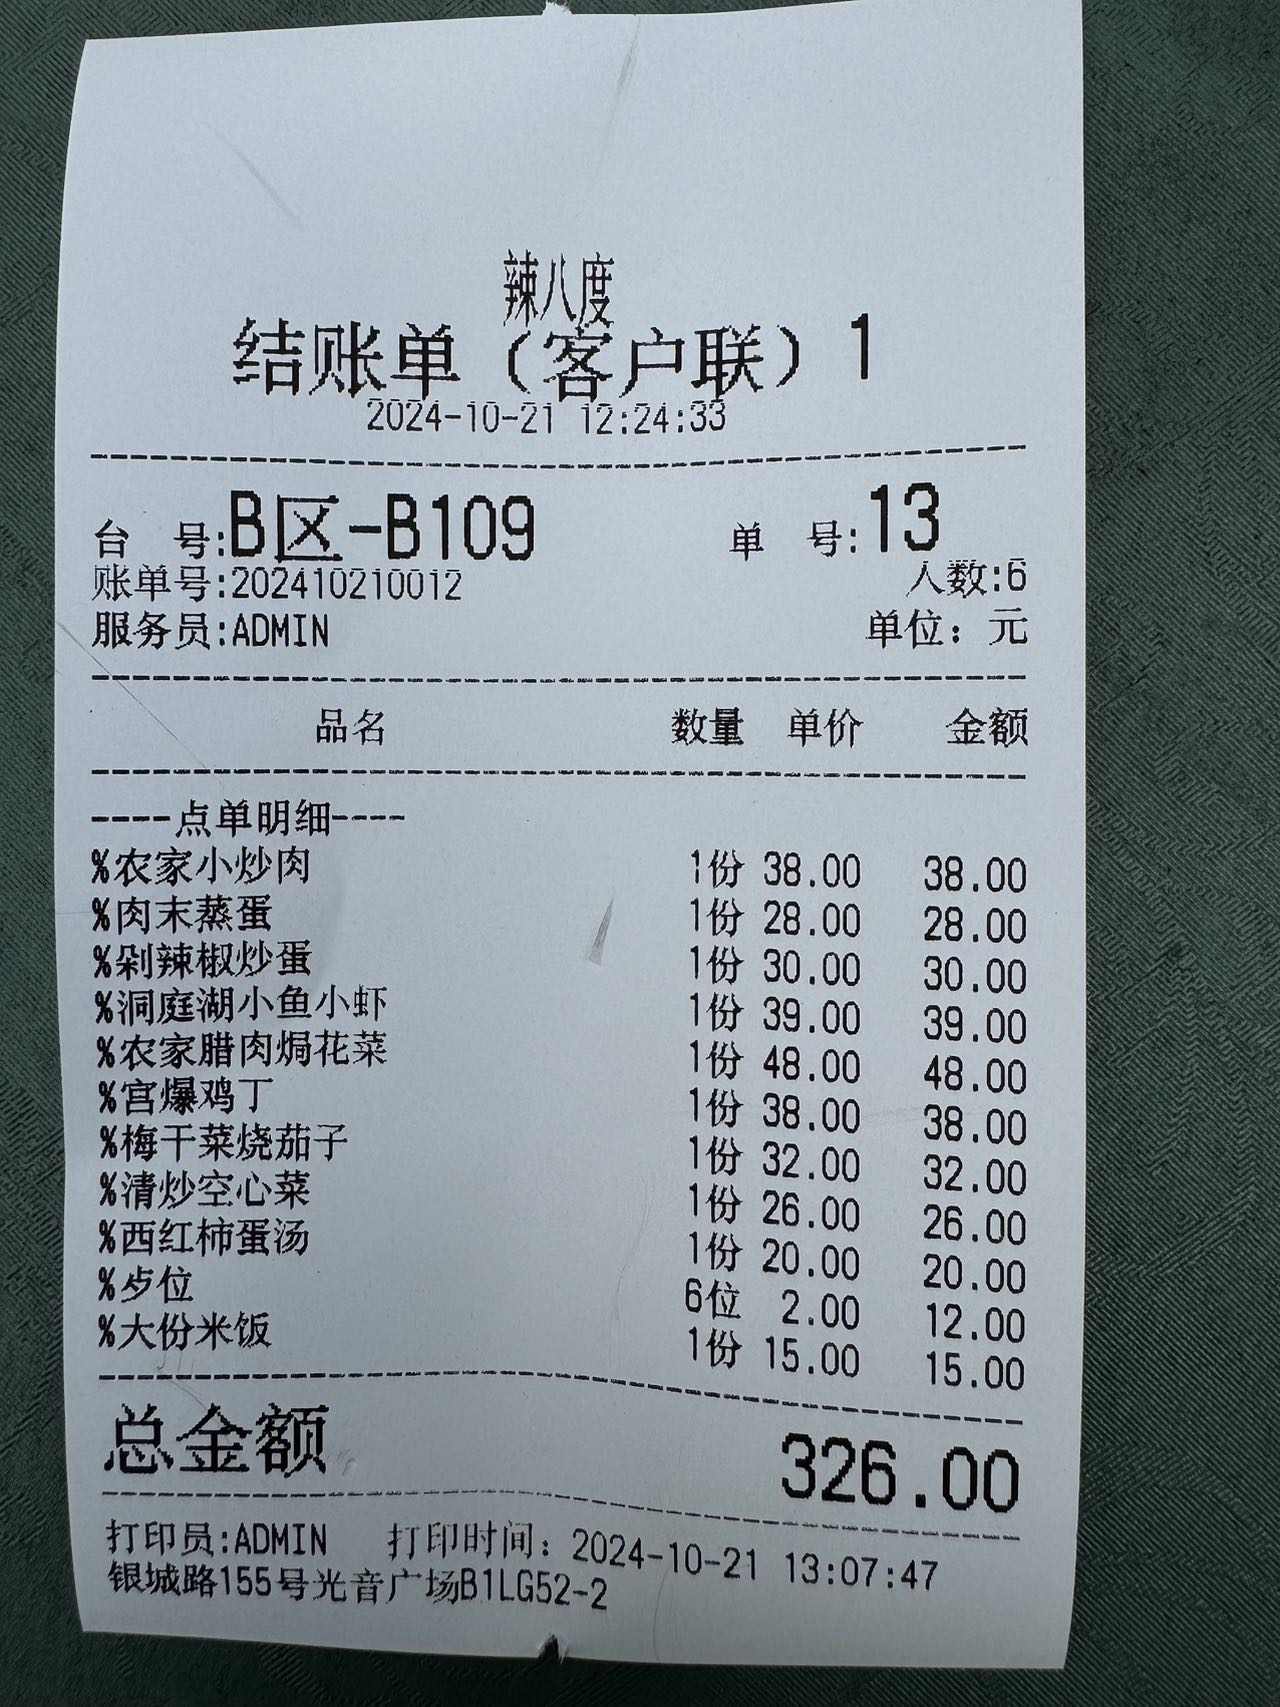 辣八度
结账单（客户联）1
2024-10-21 12:24:33
台 号:B区-B109 单 号:13
账单号:202410210012 人数:6
服务员:ADMIN 单位：元
品名 数量 单价 金额
----点单明细----
%农家小炒肉 1份 38.00 38.00
%肉末蒸蛋 1份 28.00 28.00
%剁辣椒炒蛋 1份 30.00 30.00
%洞庭湖小鱼小虾 1份 39.00 39.00
%农家腊肉焗花菜 1份 48.00 48.00
%宫爆鸡丁 1份 38.00 38.00
%梅干菜烧茄子 1份 32.00 32.00
%清炒空心菜 1份 26.00 26.00
%西红柿蛋汤 1份 20.00 20.00
%歺位 6位 2.00 12.00
%大份米饭 1份 15.00 15.00
总金额 326.00
打印员:ADMIN 打印时间：2024-10-21 13:07:47
银城路155号光音广场B1LG52-2